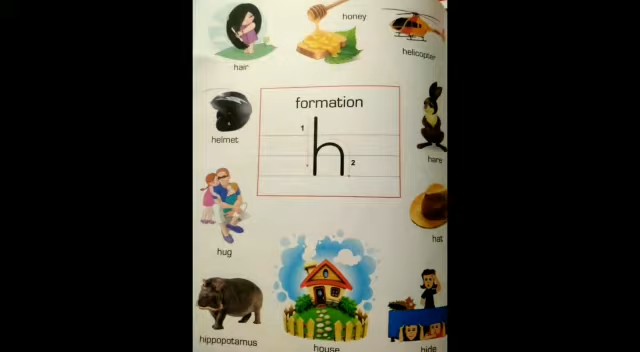 honey
helicopter
hair
formation
1
h
2
helmet
hare
hug
hat
hippopotamus
house
hide